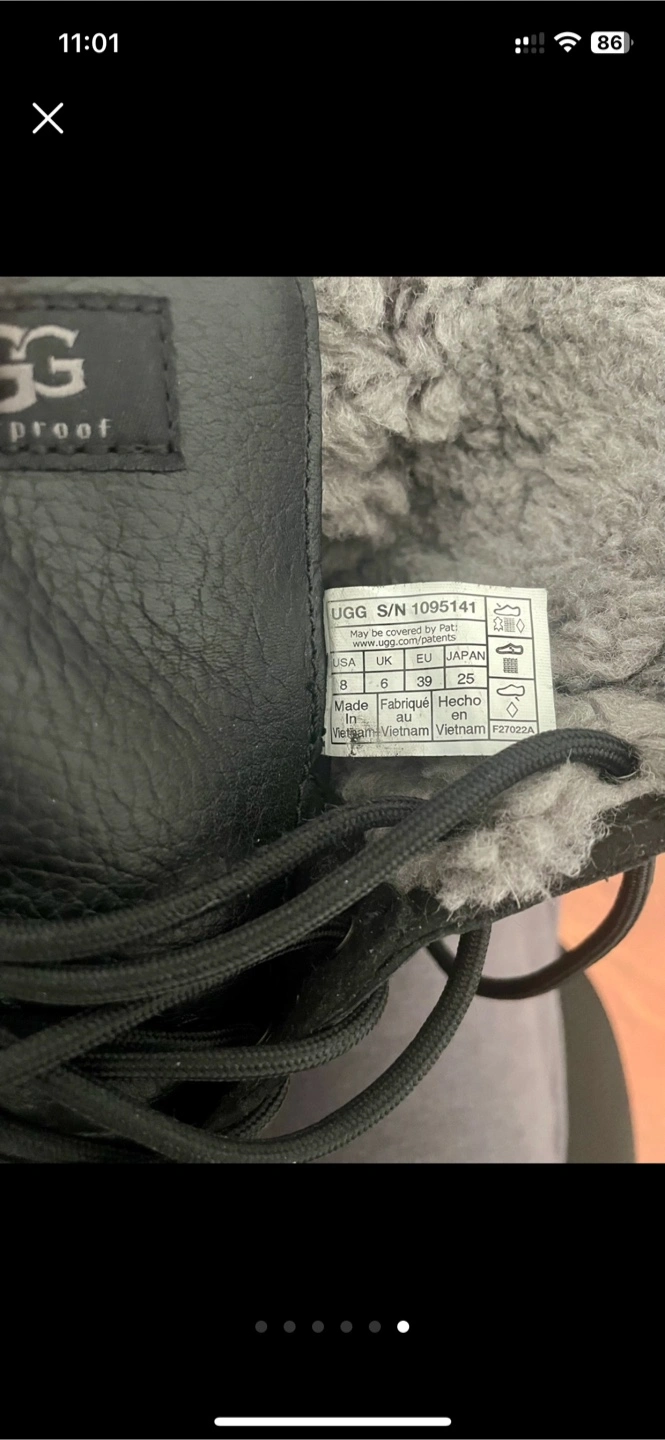 11:01
86
GG
proof
UGG S/N 1095141
May be covered by Pat:
www.ugg.com/patents
USA UK EU JAPAN
8 6 39 25
Made In Vietnam Fabriqué au Vietnam Hecho en Vietnam
F27022A